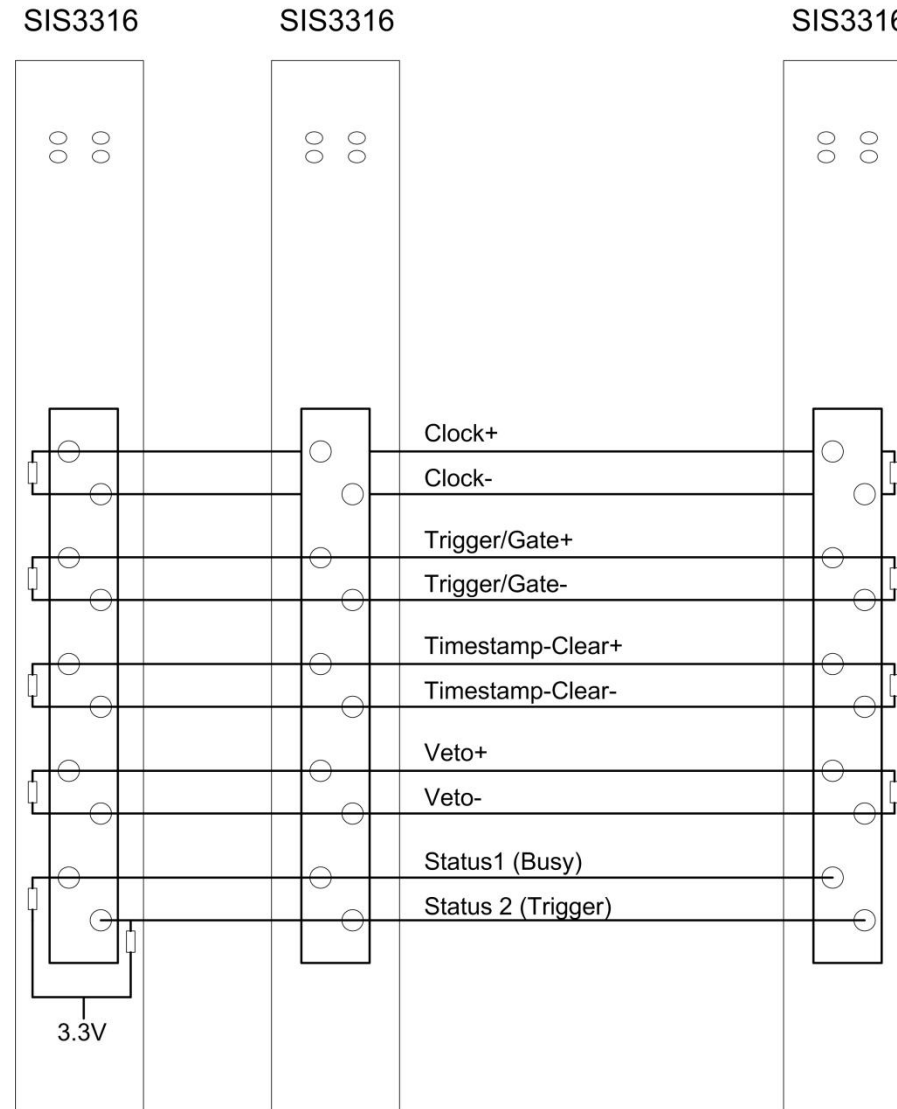 SIS3316 SIS3316 SIS3316
Clock+
Clock-
Trigger/Gate+
Trigger/Gate-
Timestamp-Clear+
Timestamp-Clear-
Veto+
Veto-
Status1 (Busy)
Status 2 (Trigger)
3.3V